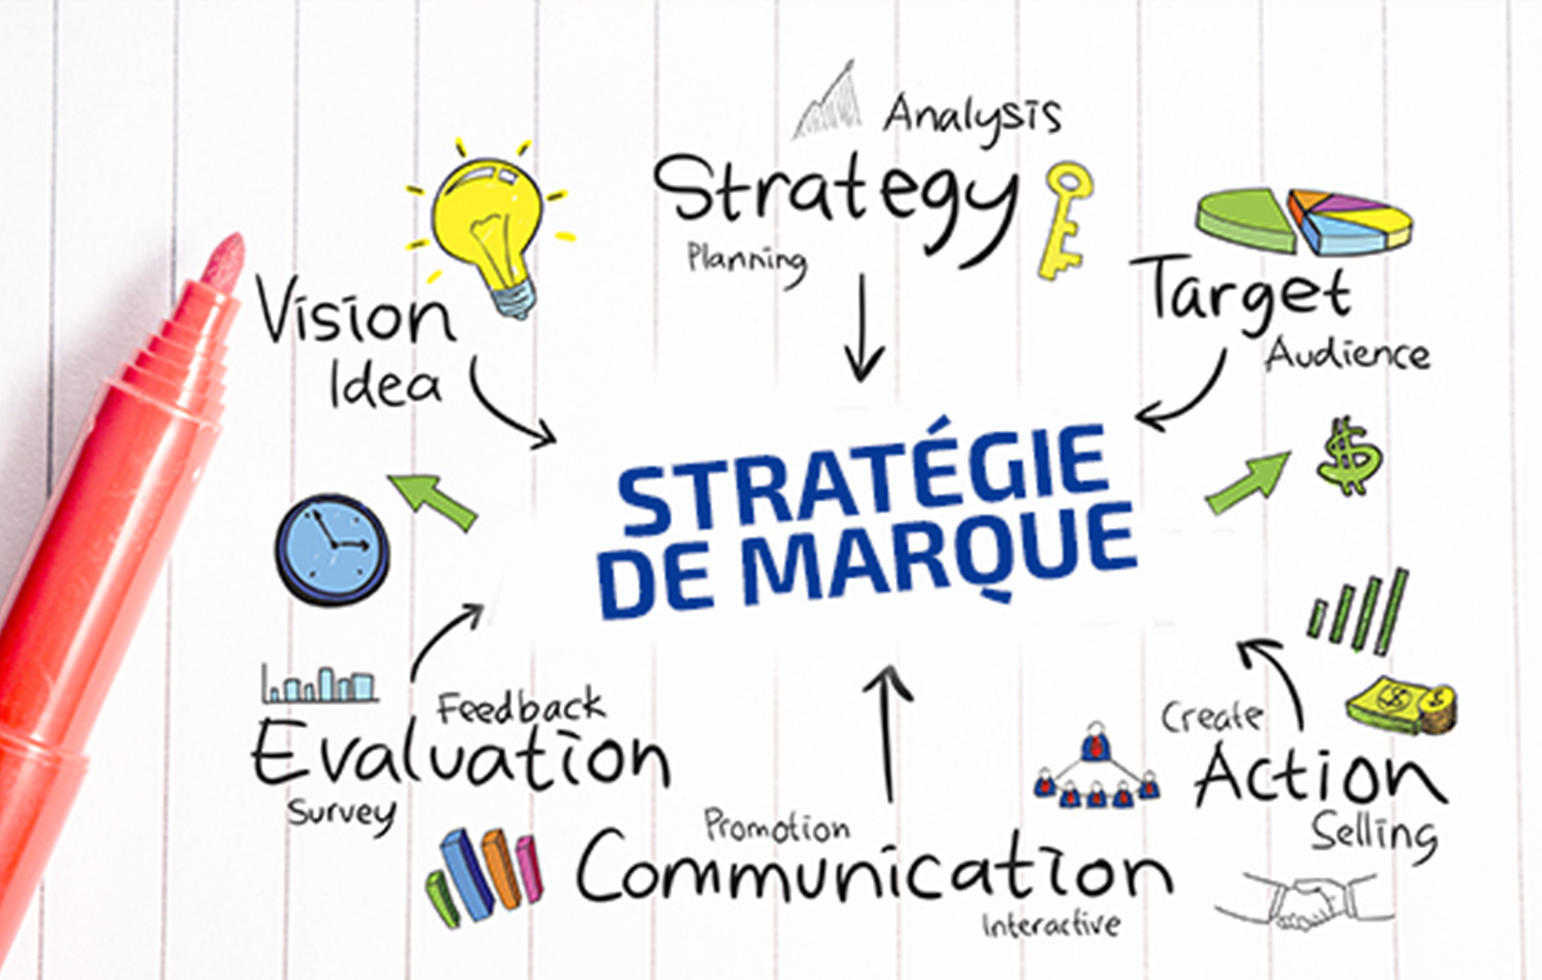 Analysis
Strategy
Planning
Vision
Idea
Target
Audience
$
STRATÉGIE
DE MARQUE
Feedback
Evaluation
Survey
Create
Action
Selling
Promotion
Communication
Interactive